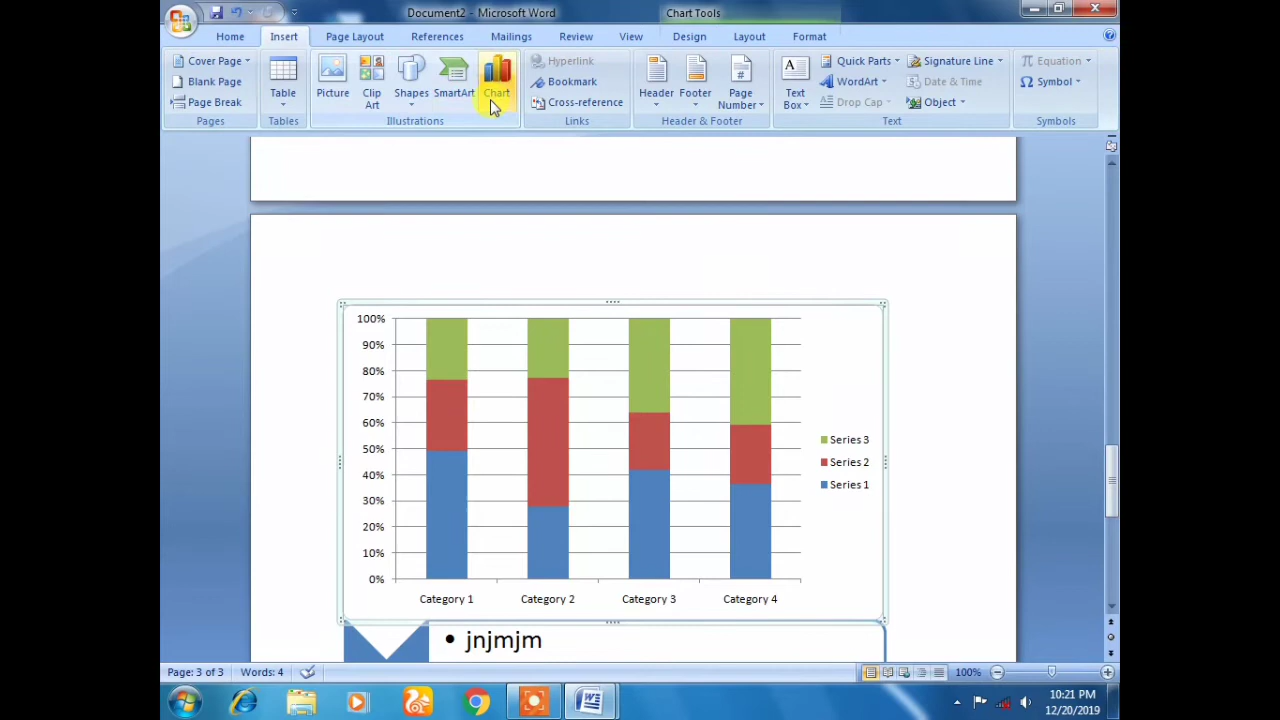 Document2 - Microsoft Word
Chart Tools
Home Insert Page Layout References Mailings Review View Design Layout Format
Cover Page
Blank Page
Page Break
Pages
Table
Tables
Picture
Clip
Art
Shapes
SmartArt
Chart
Illustrations
Hyperlink
Bookmark
Cross-reference
Links
Header
Footer
Page
Number
Header & Footer
Text
Box
Quick Parts
WordArt
Drop Cap
Signature Line
Date & Time
Object
Text
Equation
Symbol
Symbols
100%
90%
80%
70%
60%
50%
40%
30%
20%
10%
0%
Category 1 Category 2 Category 3 Category 4
Series 3
Series 2
Series 1
• jnjmjm
Page: 3 of 3 Words: 4
100%
10:21 PM
12/20/2019